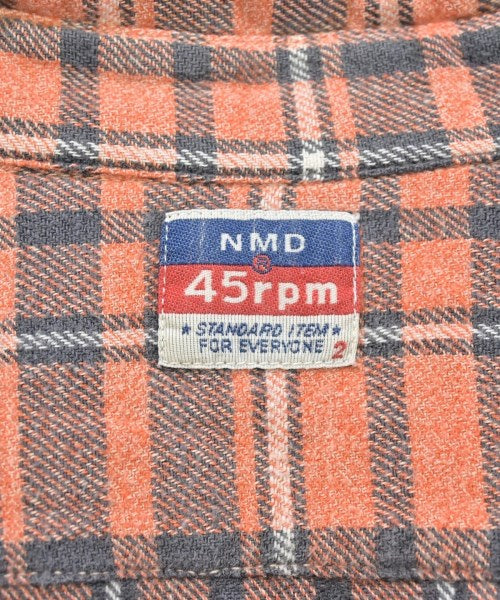 NMD
®
45rpm
★ STANDARD ITEM ★
FOR EVERYONE 2